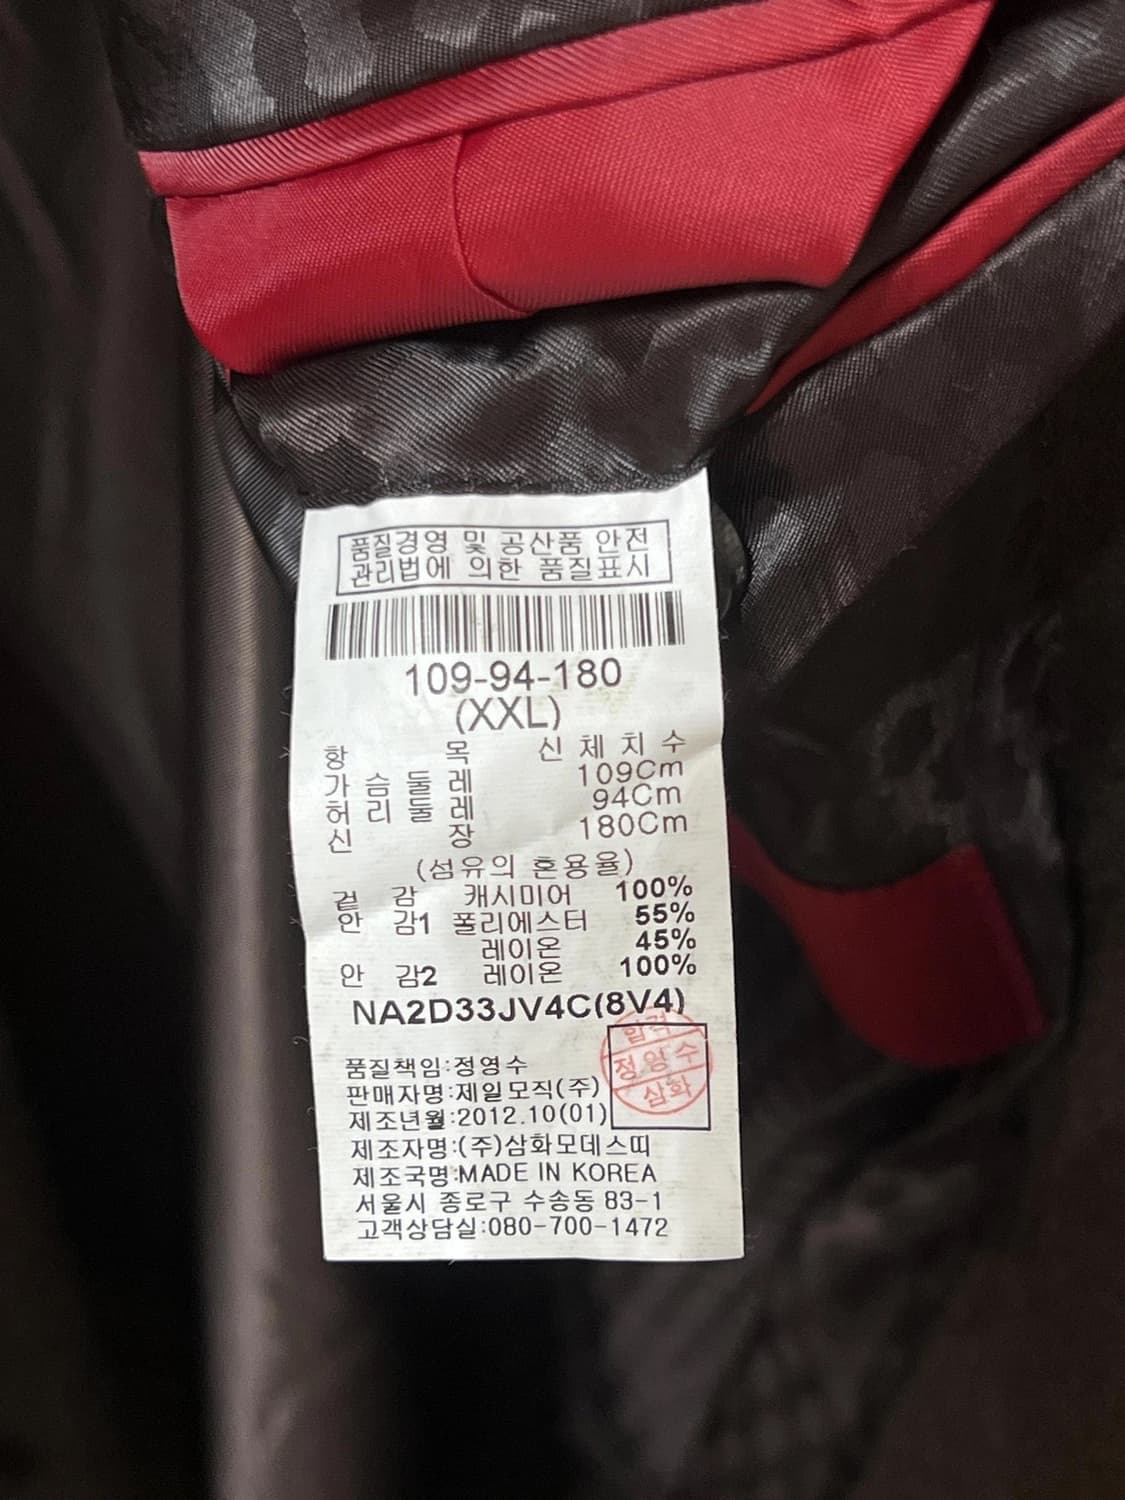 품질경영 및 공산품 안전
관리법에 의한 품질표시
109-94-180
(XXL)
항 목 신 체 치 수
가 슴 둘 레 109Cm
허 리 둘 레 94Cm
신 장 180Cm
(섬유의 혼용율)
겉 감 캐시미어 100%
안 감1 폴리에스터 55%
레이온 45%
안 감2 레이온 100%
NA2D33JV4C(8V4)
합격
정영수
삼화
품질책임:정영수
판매자명:제일모직(주)
제조년월:2012.10(01)
제조자명:(주)삼화모데스띠
제조국명:MADE IN KOREA
서울시 종로구 수송동 83-1
고객상담실:080-700-1472